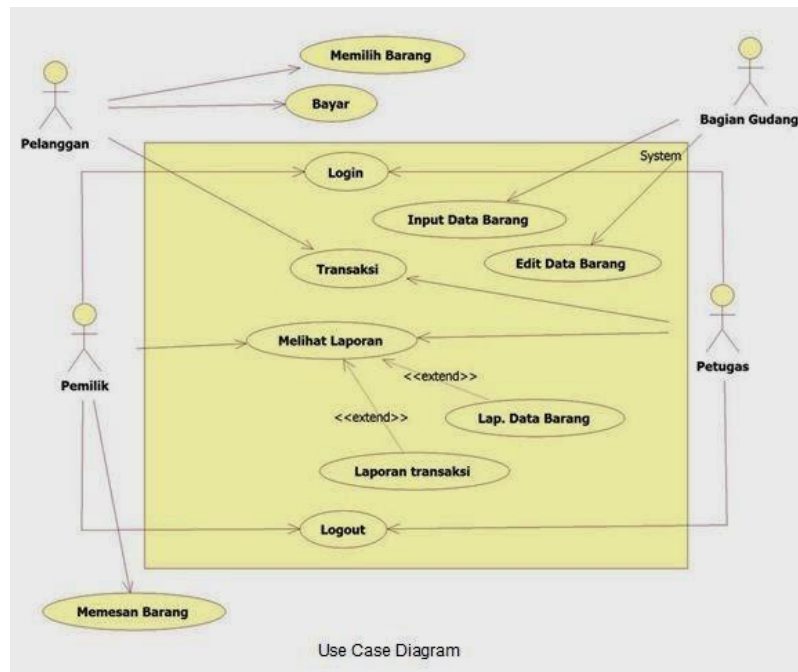 Memilih Barang
Bayar
Pelanggan
Bagian Gudang
System
Login
Input Data Barang
Edit Data Barang
Transaksi
Melihat Laporan
Pemilik
Petugas
<<extend>>
Lap. Data Barang
<<extend>>
Laporan transaksi
Logout
Memesan Barang
Use Case Diagram